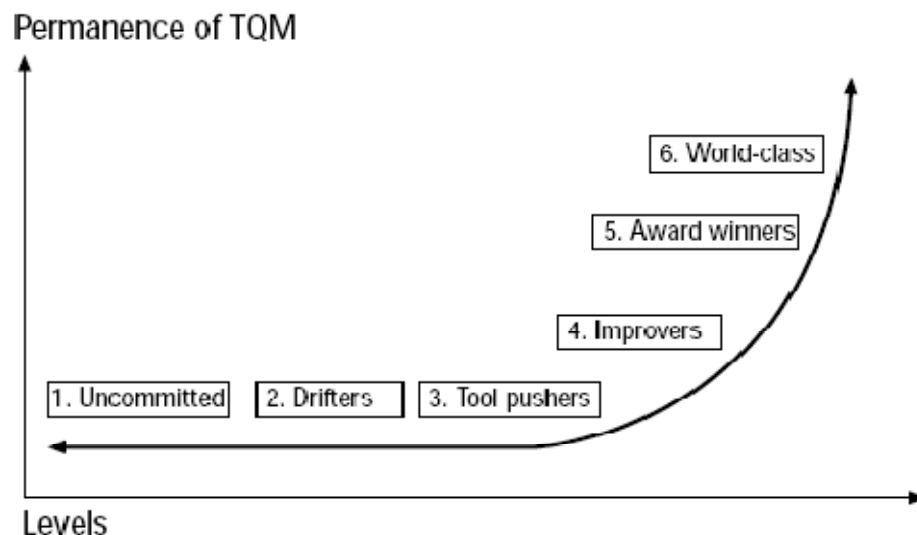 Permanence of TQM
6. World-class
5. Award winners
4. Improvers
1. Uncommitted
2. Drifters
3. Tool pushers
Levels